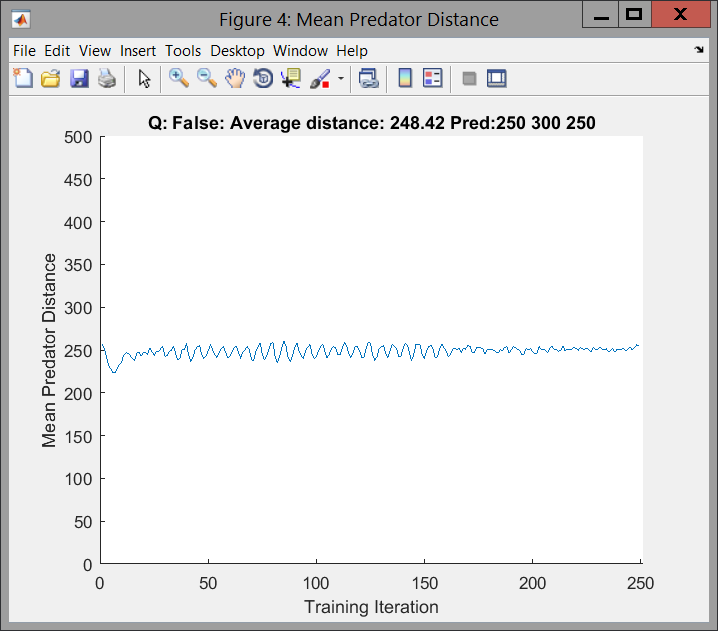 Figure 4: Mean Predator Distance
File Edit View Insert Tools Desktop Window Help
Q: False: Average distance: 248.42 Pred:250 300 250
500
450
400
350
300
250
200
150
100
50
0
Mean Predator Distance
0 50 100 150 200 250
Training Iteration